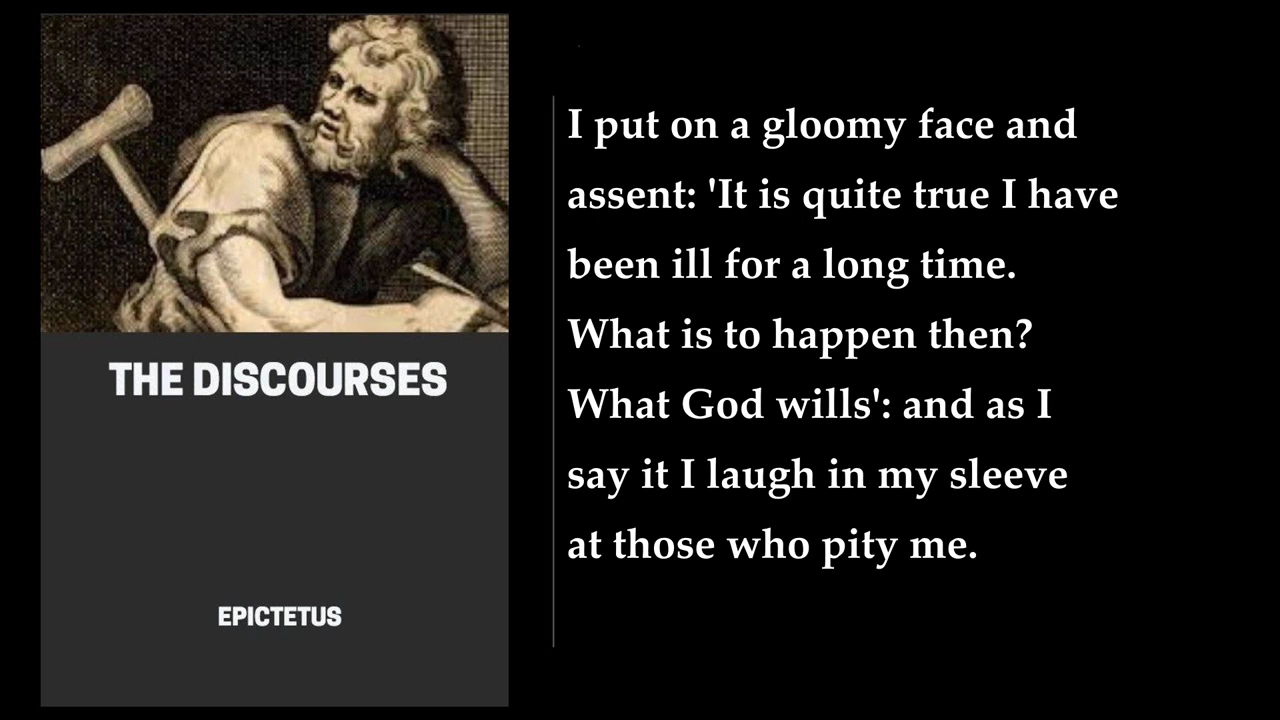 THE DISCOURSES
EPICTETUS
I put on a gloomy face and
assent: 'It is quite true I have
been ill for a long time.
What is to happen then?
What God wills': and as I
say it I laugh in my sleeve
at those who pity me.